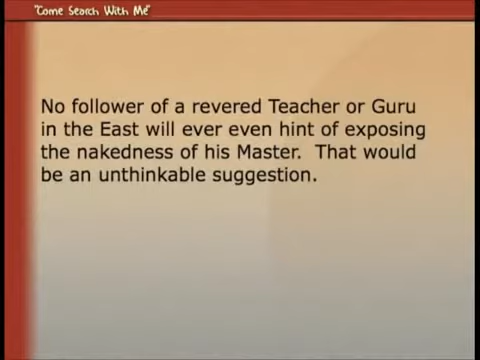 "Come Search With Me"
No follower of a revered Teacher or Guru
in the East will ever even hint of exposing
the nakedness of his Master.  That would
be an unthinkable suggestion.